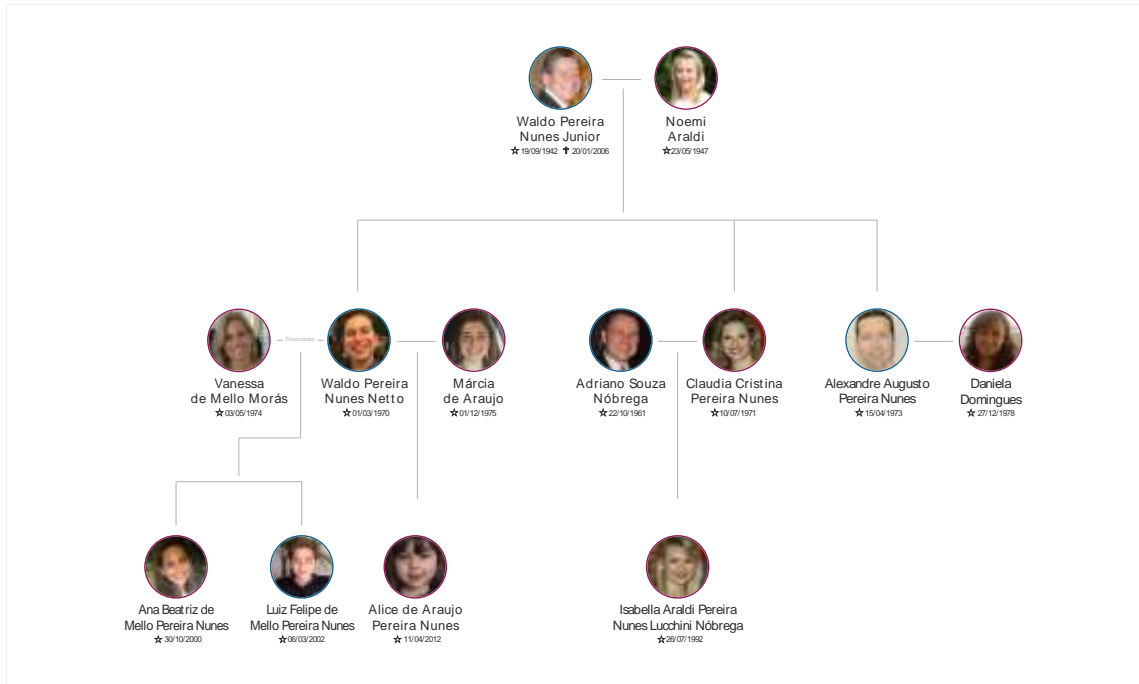 Waldo Pereira
Nunes Junior
☆ 19/09/1942 ✝ 20/01/2006
Noemi
Araldi
☆ 23/05/1947
Divorciados
Vanessa
de Mello Morás
☆ 03/05/1974
Waldo Pereira
Nunes Netto
☆ 01/03/1970
Márcia
de Araujo
☆ 01/12/1975
Adriano Souza
Nóbrega
☆ 22/10/1961
Claudia Cristina
Pereira Nunes
☆ 10/07/1971
Alexandre Augusto
Pereira Nunes
☆ 15/04/1973
Daniela
Domingues
☆ 27/12/1978
Ana Beatriz de
Mello Pereira Nunes
☆ 30/10/2000
Luiz Felipe de
Mello Pereira Nunes
☆ 06/03/2002
Alice de Araujo
Pereira Nunes
☆ 11/04/2012
Isabella Araldi Pereira
Nunes Lucchini Nóbrega
☆ 26/07/1992